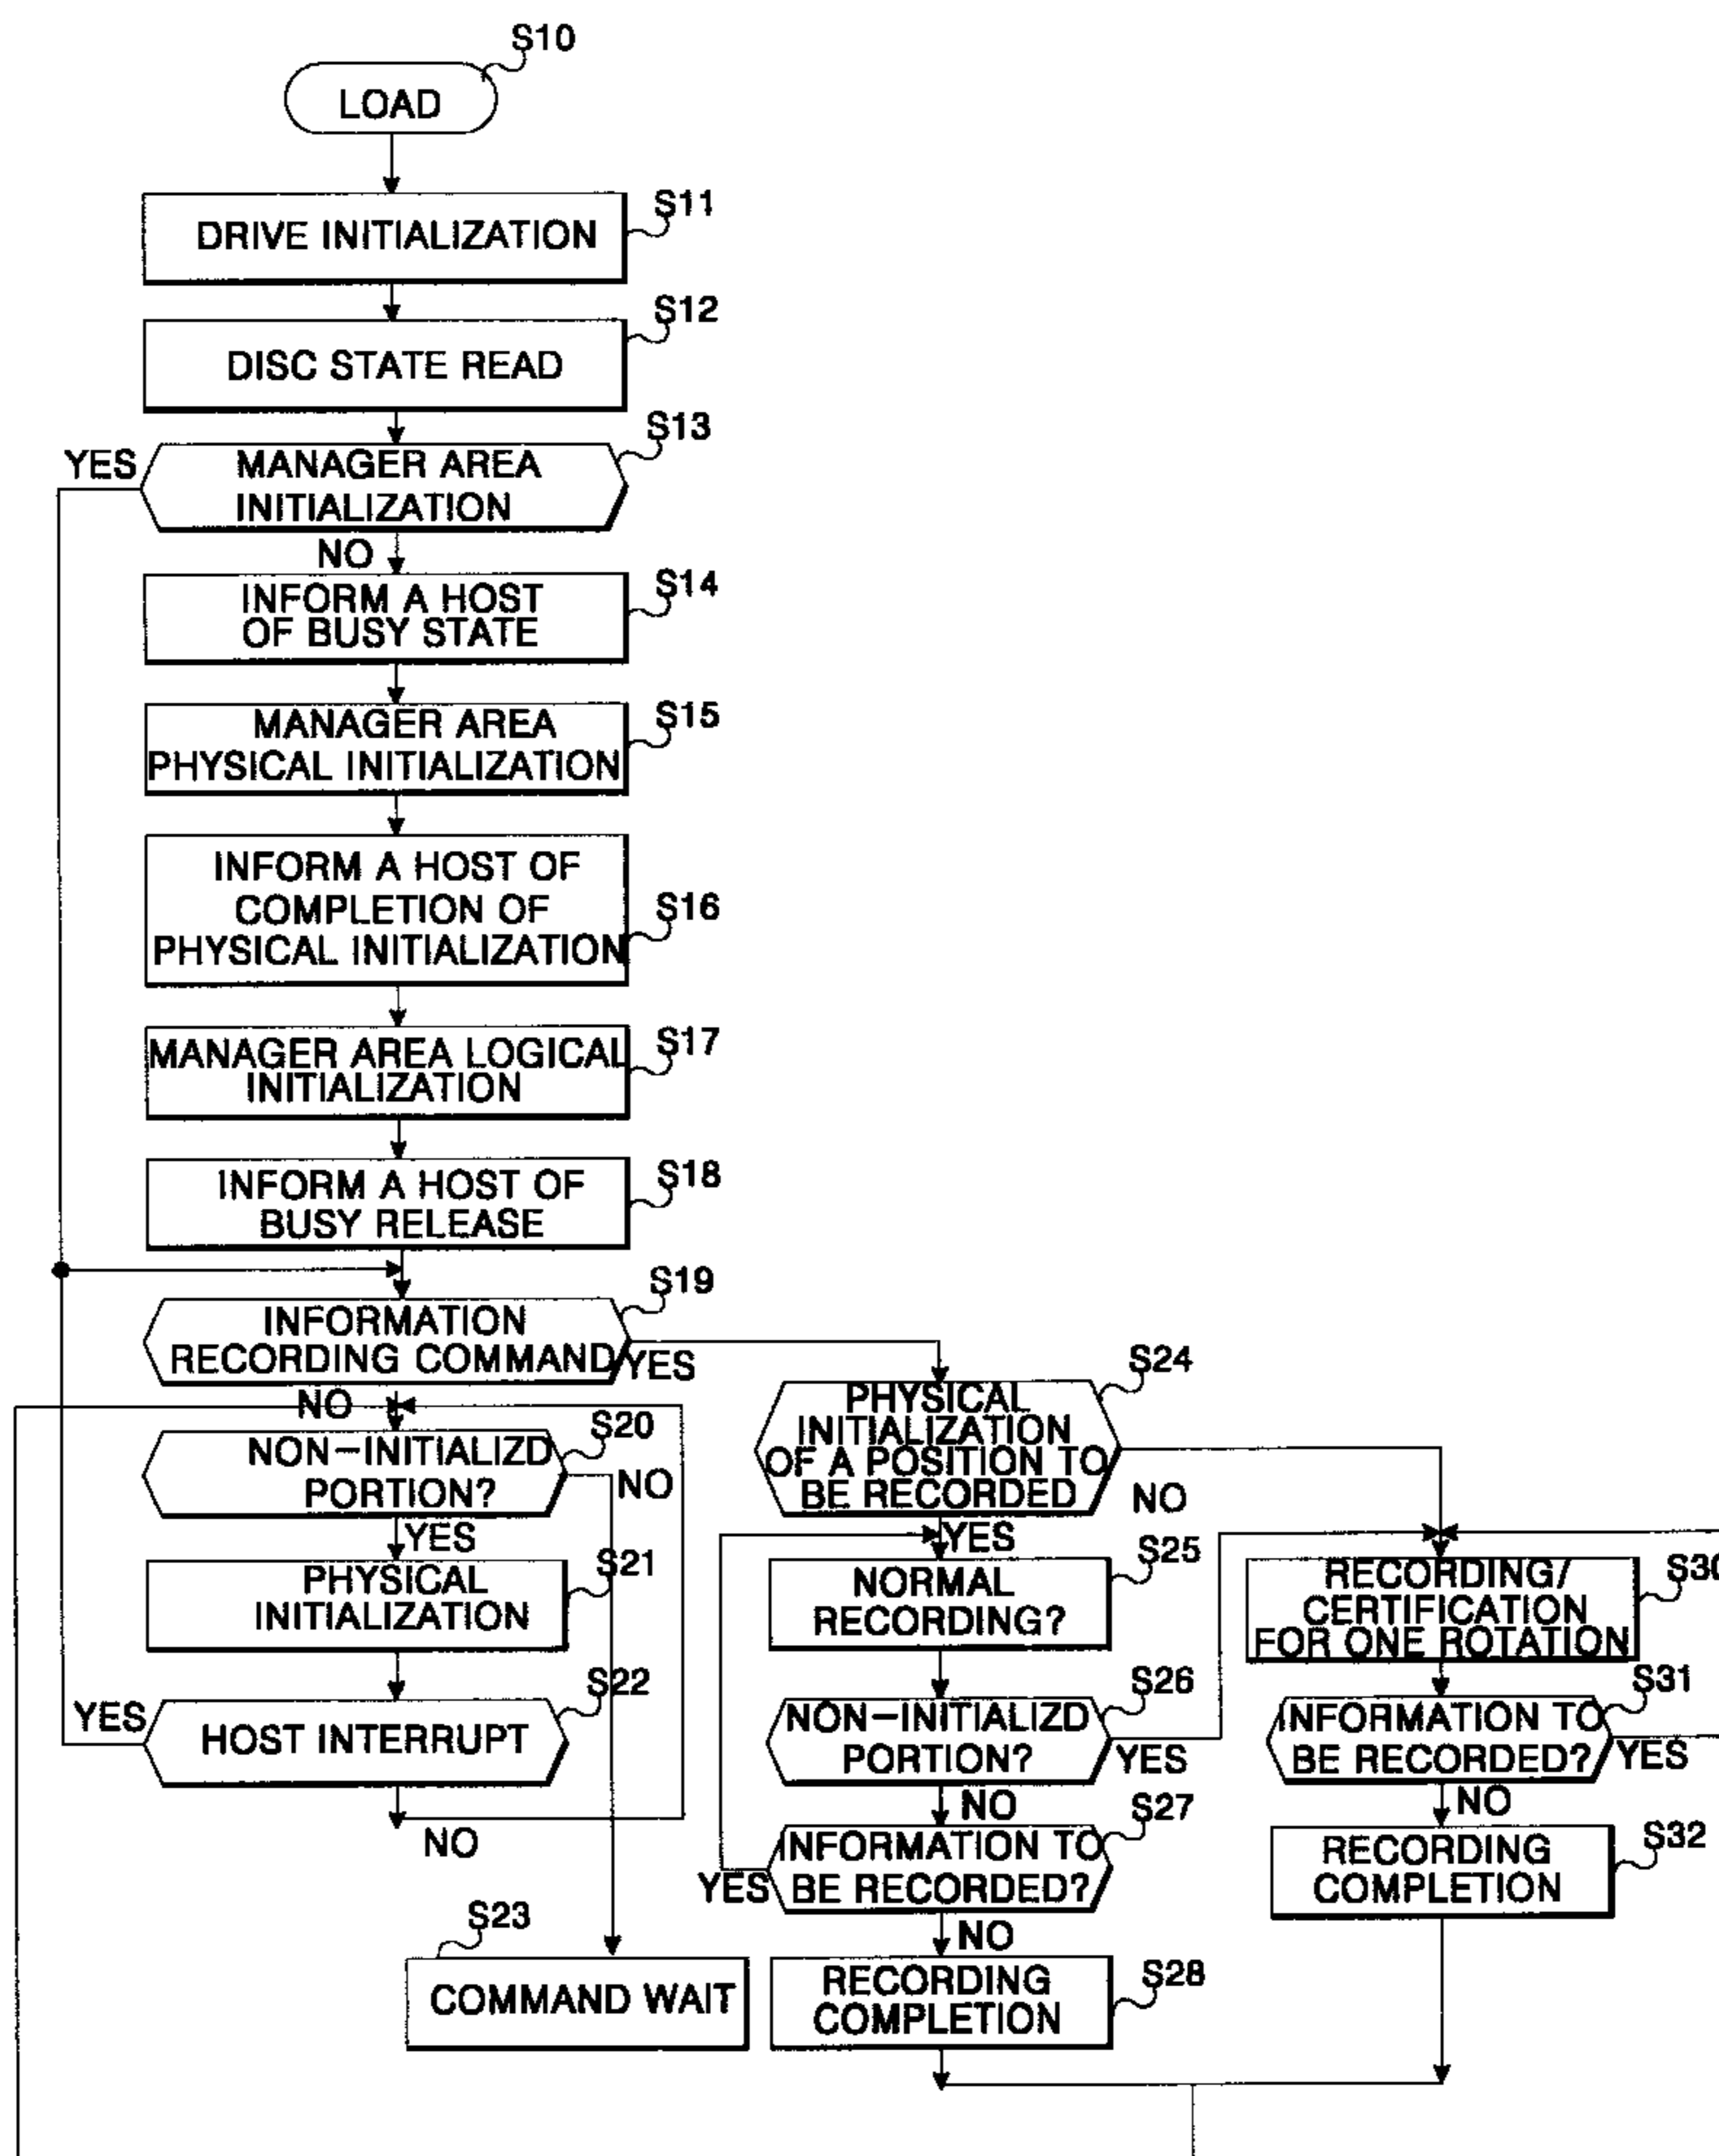 S10
LOAD
S11
DRIVE INITIALIZATION
S12
DISC STATE READ
S13
YES
MANAGER AREA
INITIALIZATION
NO
S14
INFORM A HOST
OF BUSY STATE
S15
MANAGER AREA
PHYSICAL INITIALIZATION
INFORM A HOST OF
COMPLETION OF
S16
PHYSICAL INITIALIZATION
S17
MANAGER AREA LOGICAL
INITIALIZATION
S18
INFORM A HOST OF
BUSY RELEASE
S19
INFORMATION
RECORDING COMMAND
YES
NO
S20
NON-INITIALIZD
PORTION?
NO
YES
S21
PHYSICAL
INITIALIZATION
S22
YES
HOST INTERRUPT
NO
S23
COMMAND WAIT
S24
PHYSICAL
INITIALIZATION
OF A POSITION TO
BE RECORDED
NO
YES
S25
NORMAL
RECORDING?
S26
NON-INITIALIZD
PORTION?
YES
NO
S27
INFORMATION TO
BE RECORDED?
YES
NO
S28
RECORDING
COMPLETION
S30
RECORDING/
CERTIFICATION
FOR ONE ROTATION
S31
INFORMATION TO
BE RECORDED?
YES
NO
S32
RECORDING
COMPLETION